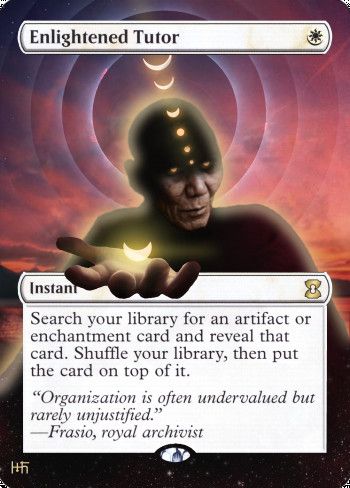 Enlightened Tutor
Instant
Search your library for an artifact or
enchantment card and reveal that
card. Shuffle your library, then put
the card on top of it.
“Organization is often undervalued but
rarely unjustified.”
—Frasio, royal archivist